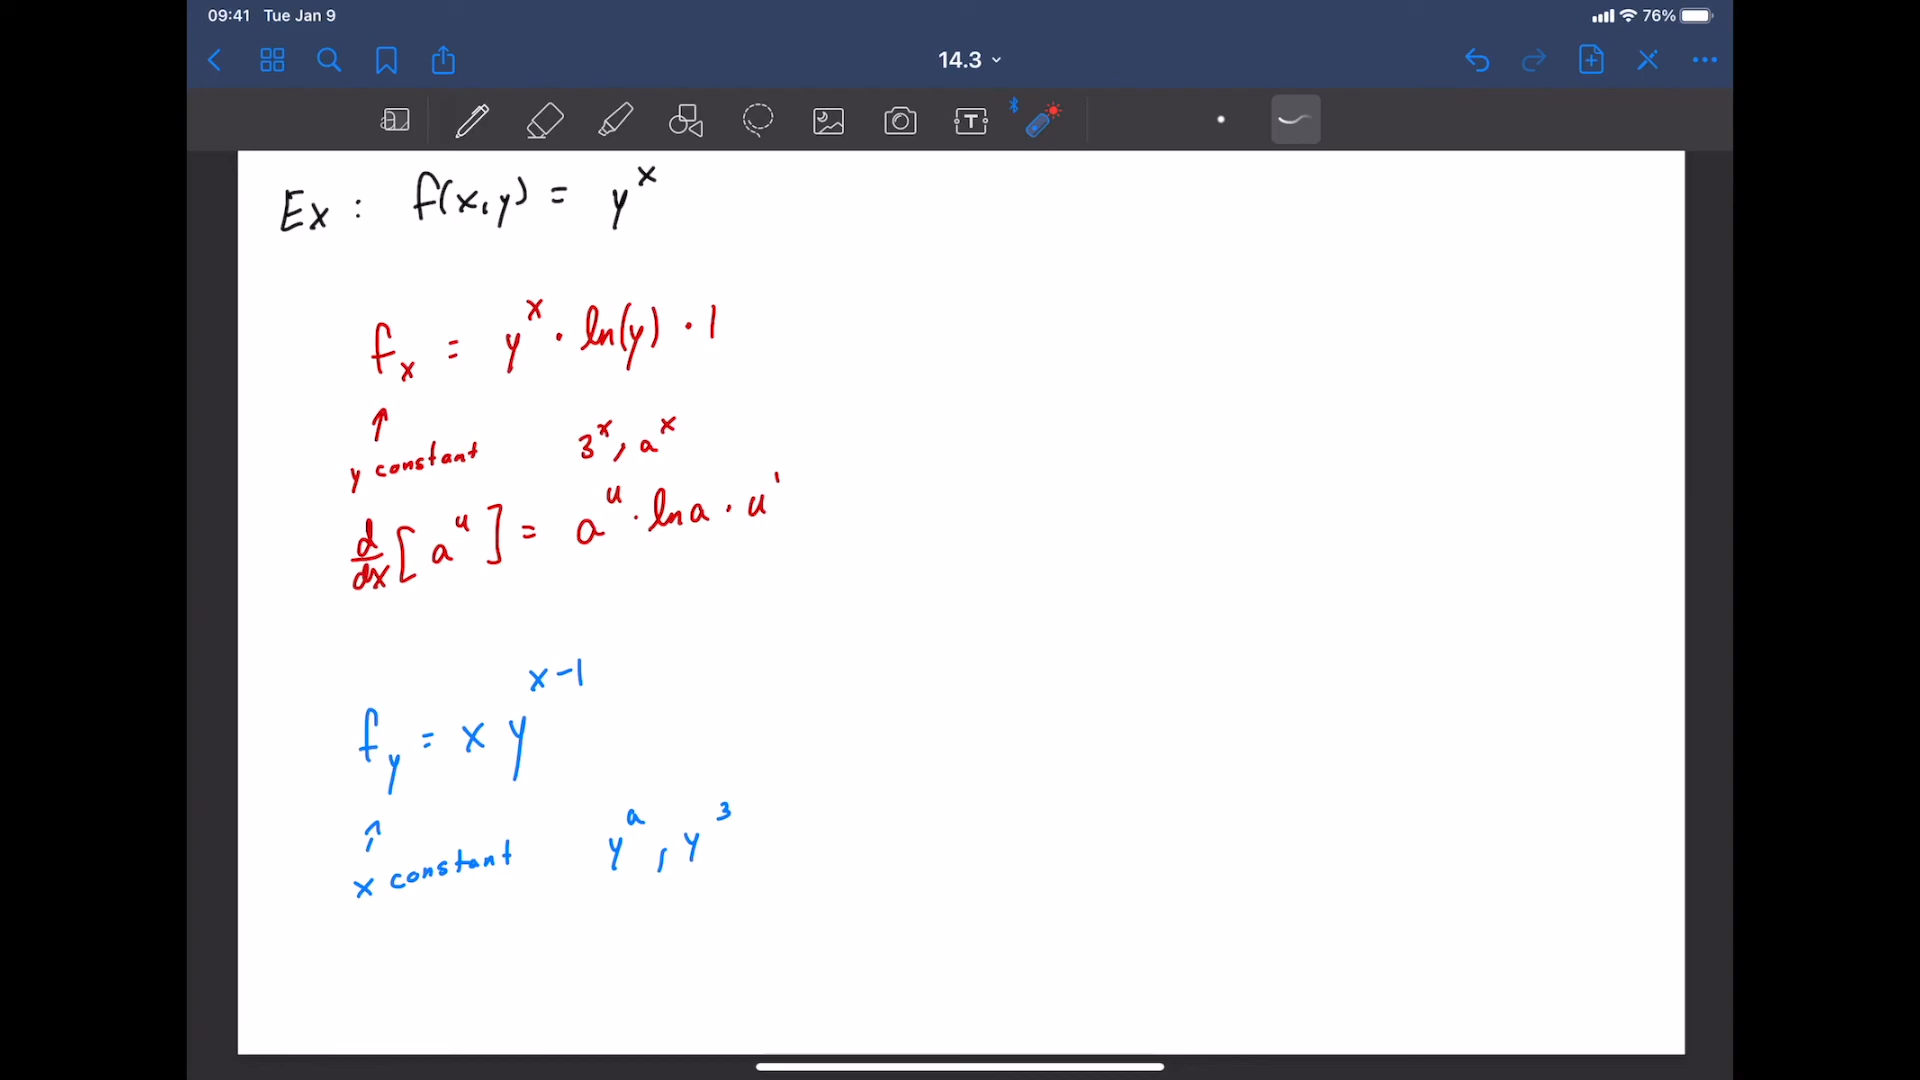 09:41 Tue Jan 9 76%
14.3
T
Ex : f(x,y) = y^x
f_x = y^x · ln(y) · 1
↑
y constant 3^x, a^x
d/dx [a^u] = a^u · ln a · u'
f_y = x y^(x-1)
↑
x constant y^a, y^3